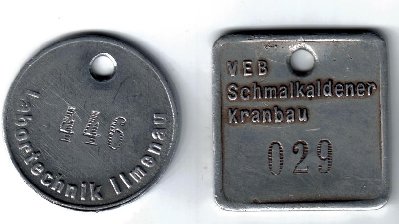 Labortechnik Ilmenau
VEB
Schmalkaldener
Kranbau
029